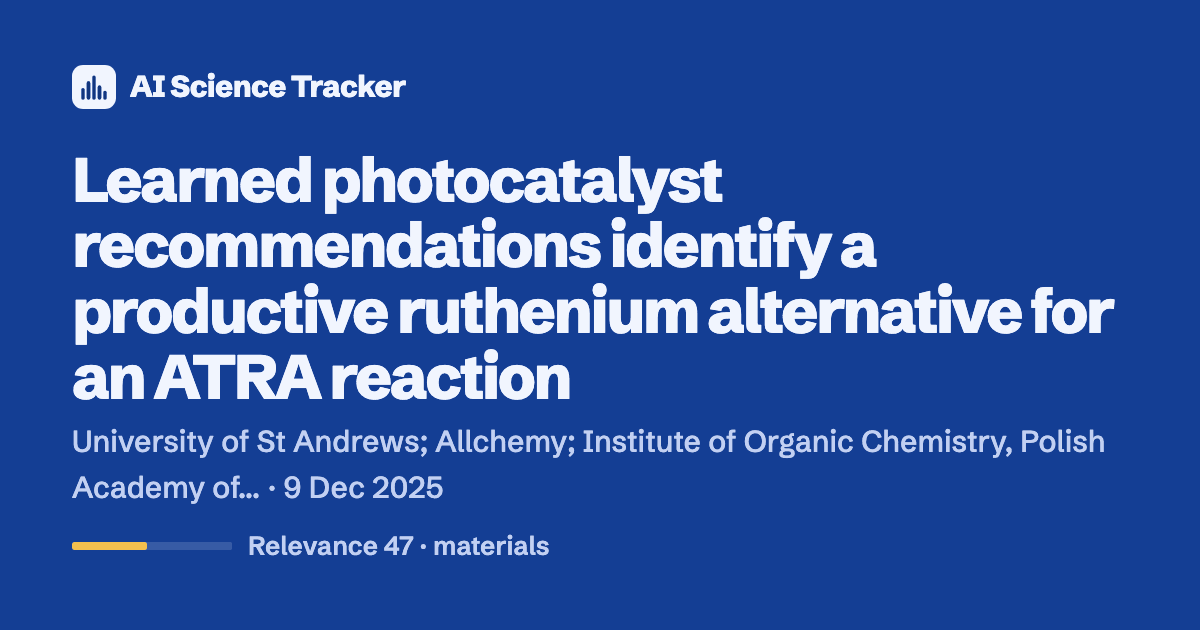 AI Science Tracker
Learned photocatalyst
recommendations identify a
productive ruthenium alternative for
an ATRA reaction
University of St Andrews; Allchemy; Institute of Organic Chemistry, Polish
Academy of... · 9 Dec 2025
Relevance 47 · materials